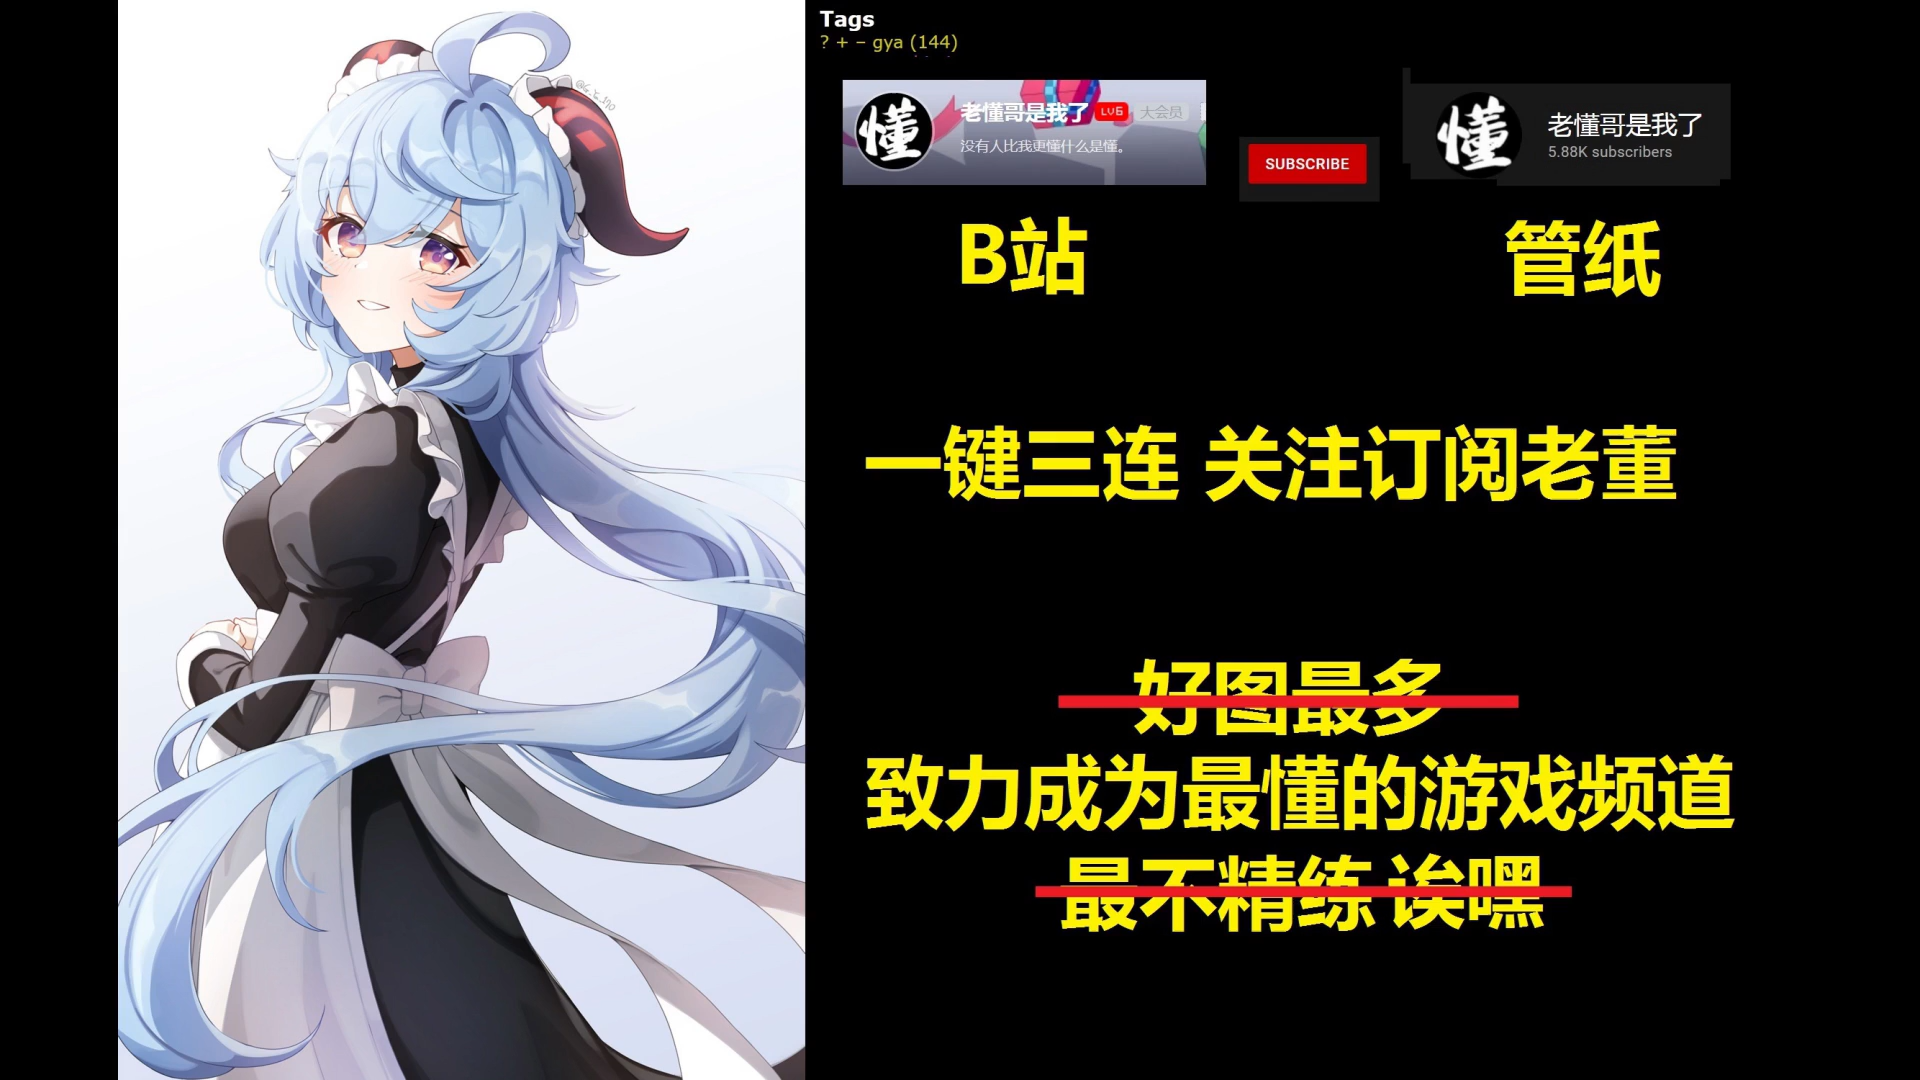 Tags
? + − gya (144)
老懂哥是我了 LV6 大会员
没有人比我更懂什么是懂。
懂
SUBSCRIBE
懂
老懂哥是我了
5.88K subscribers
B站
管纸
一键三连 关注订阅老董
好图最多
致力成为最懂的游戏频道
最不精练 诶嘿